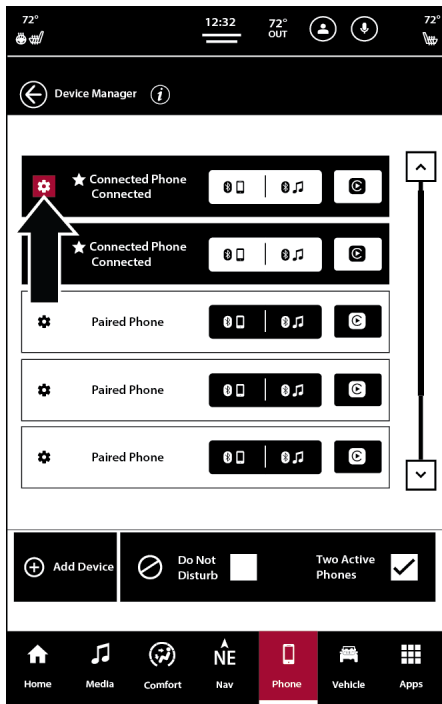 72°
12:32
72°
OUT
72°
Device Manager
i
Connected Phone
Connected
Connected Phone
Connected
Paired Phone
Paired Phone
Paired Phone
Add Device
Do Not
Disturb
Two Active
Phones
NE
Home
Media
Comfort
Nav
Phone
Vehicle
Apps